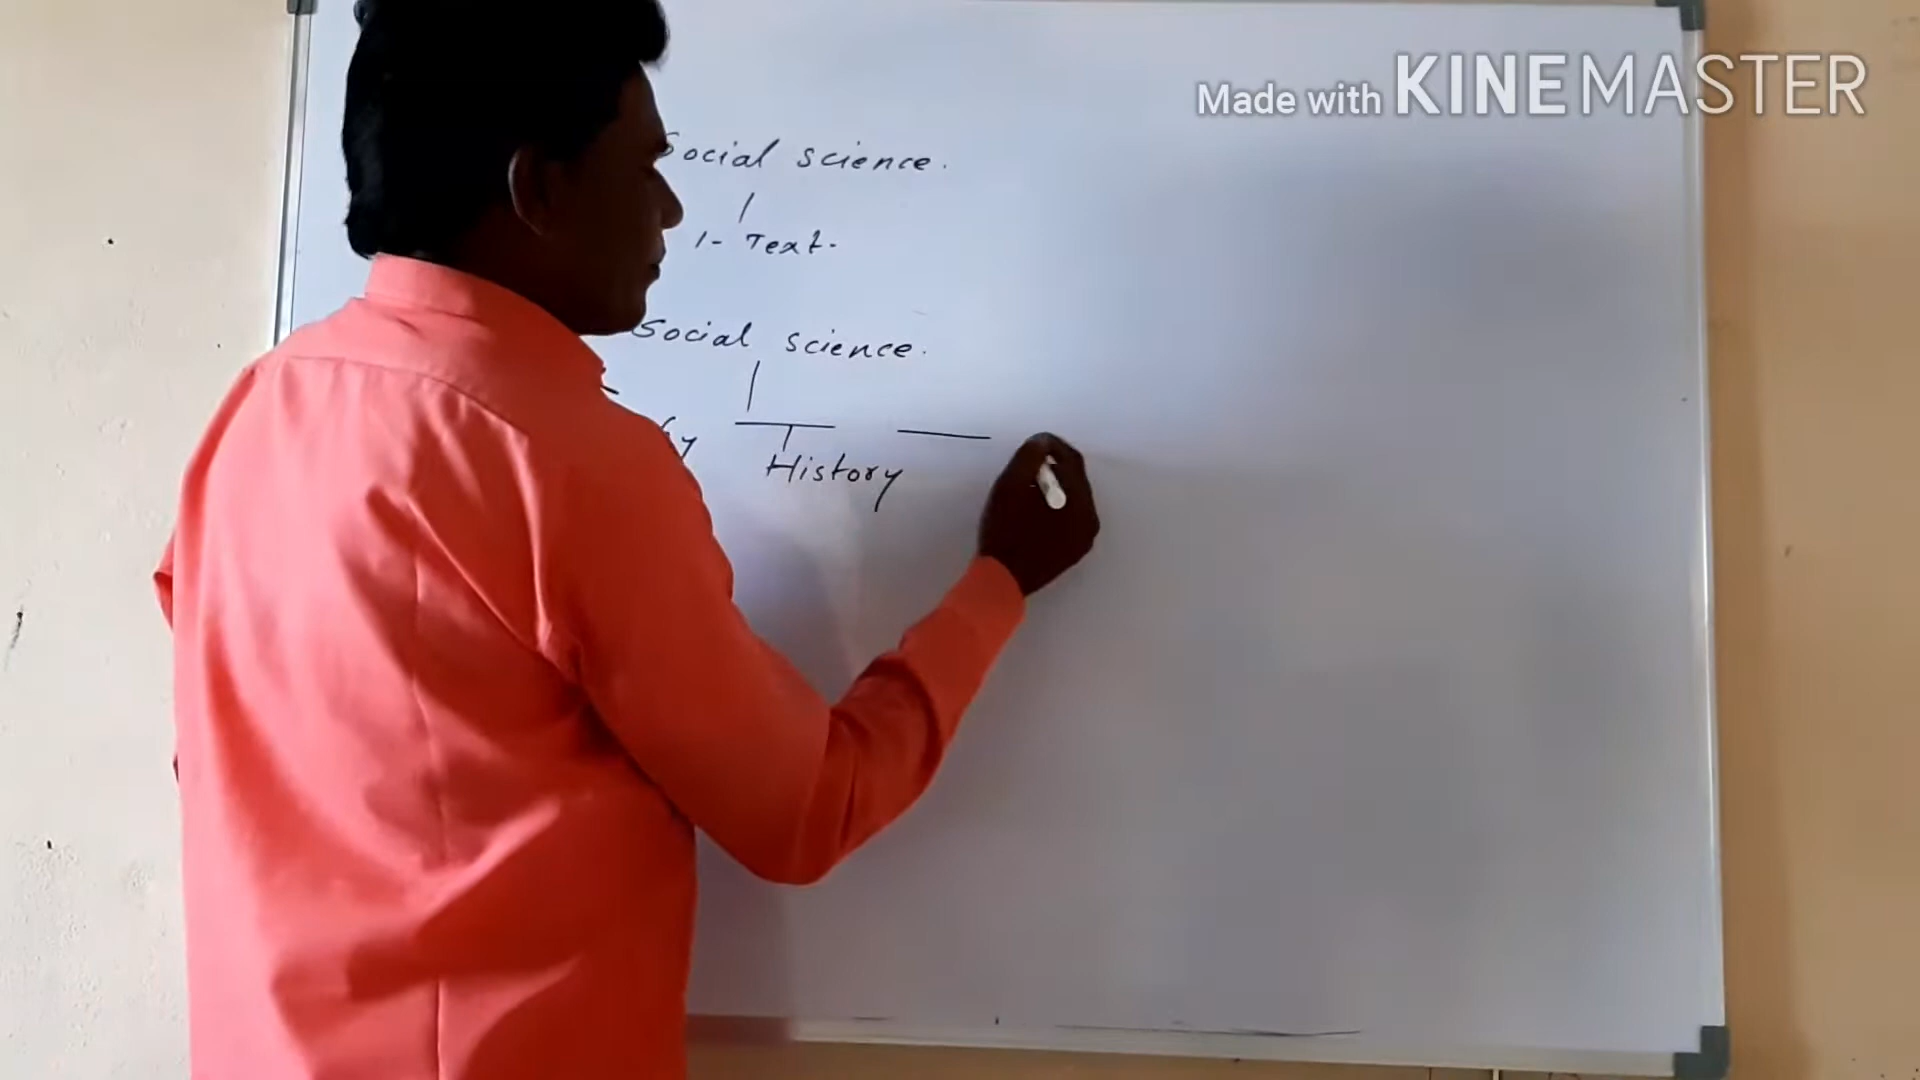 Made with KINEMASTER
Social science.
1- Text.
Social science.
History